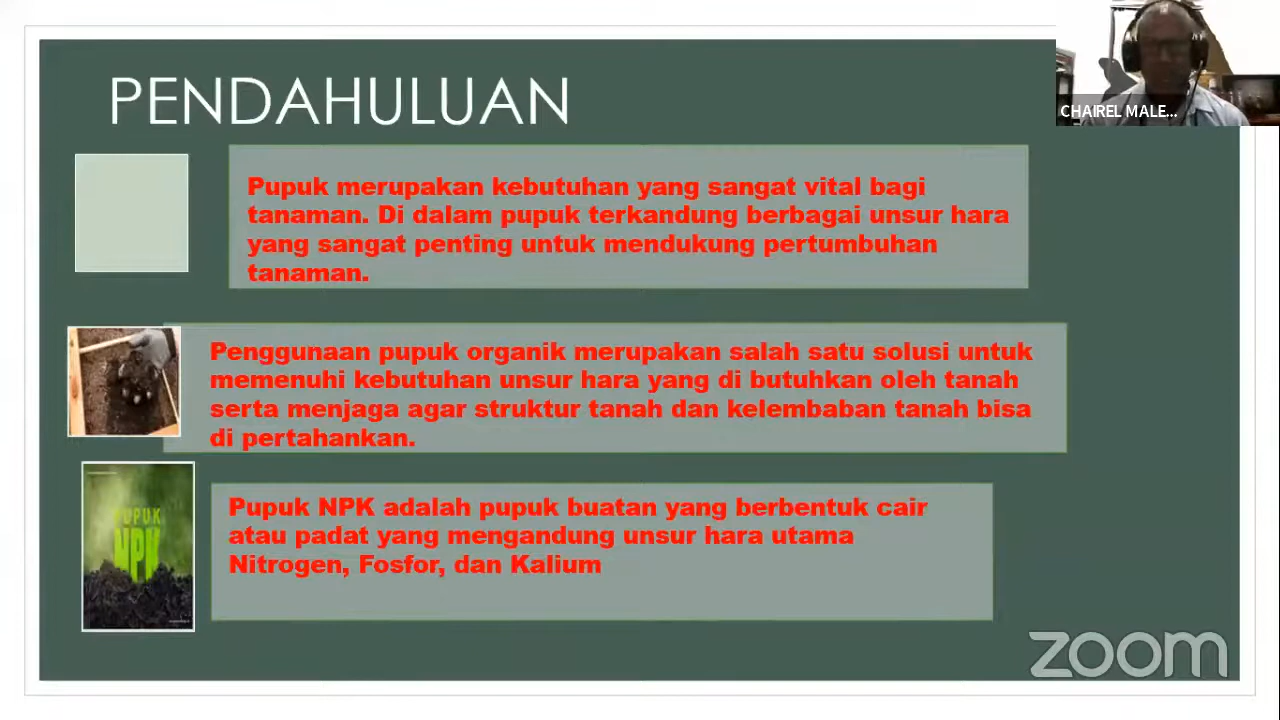 PENDAHULUAN
CHAIREL MALE...
Pupuk merupakan kebutuhan yang sangat vital bagi
tanaman. Di dalam pupuk terkandung berbagai unsur hara
yang sangat penting untuk mendukung pertumbuhan
tanaman.
Penggunaan pupuk organik merupakan salah satu solusi untuk
memenuhi kebutuhan unsur hara yang di butuhkan oleh tanah
serta menjaga agar struktur tanah dan kelembaban tanah bisa
di pertahankan.
PUPUK
NPK
Pupuk NPK adalah pupuk buatan yang berbentuk cair
atau padat yang mengandung unsur hara utama
Nitrogen, Fosfor, dan Kalium
zoom